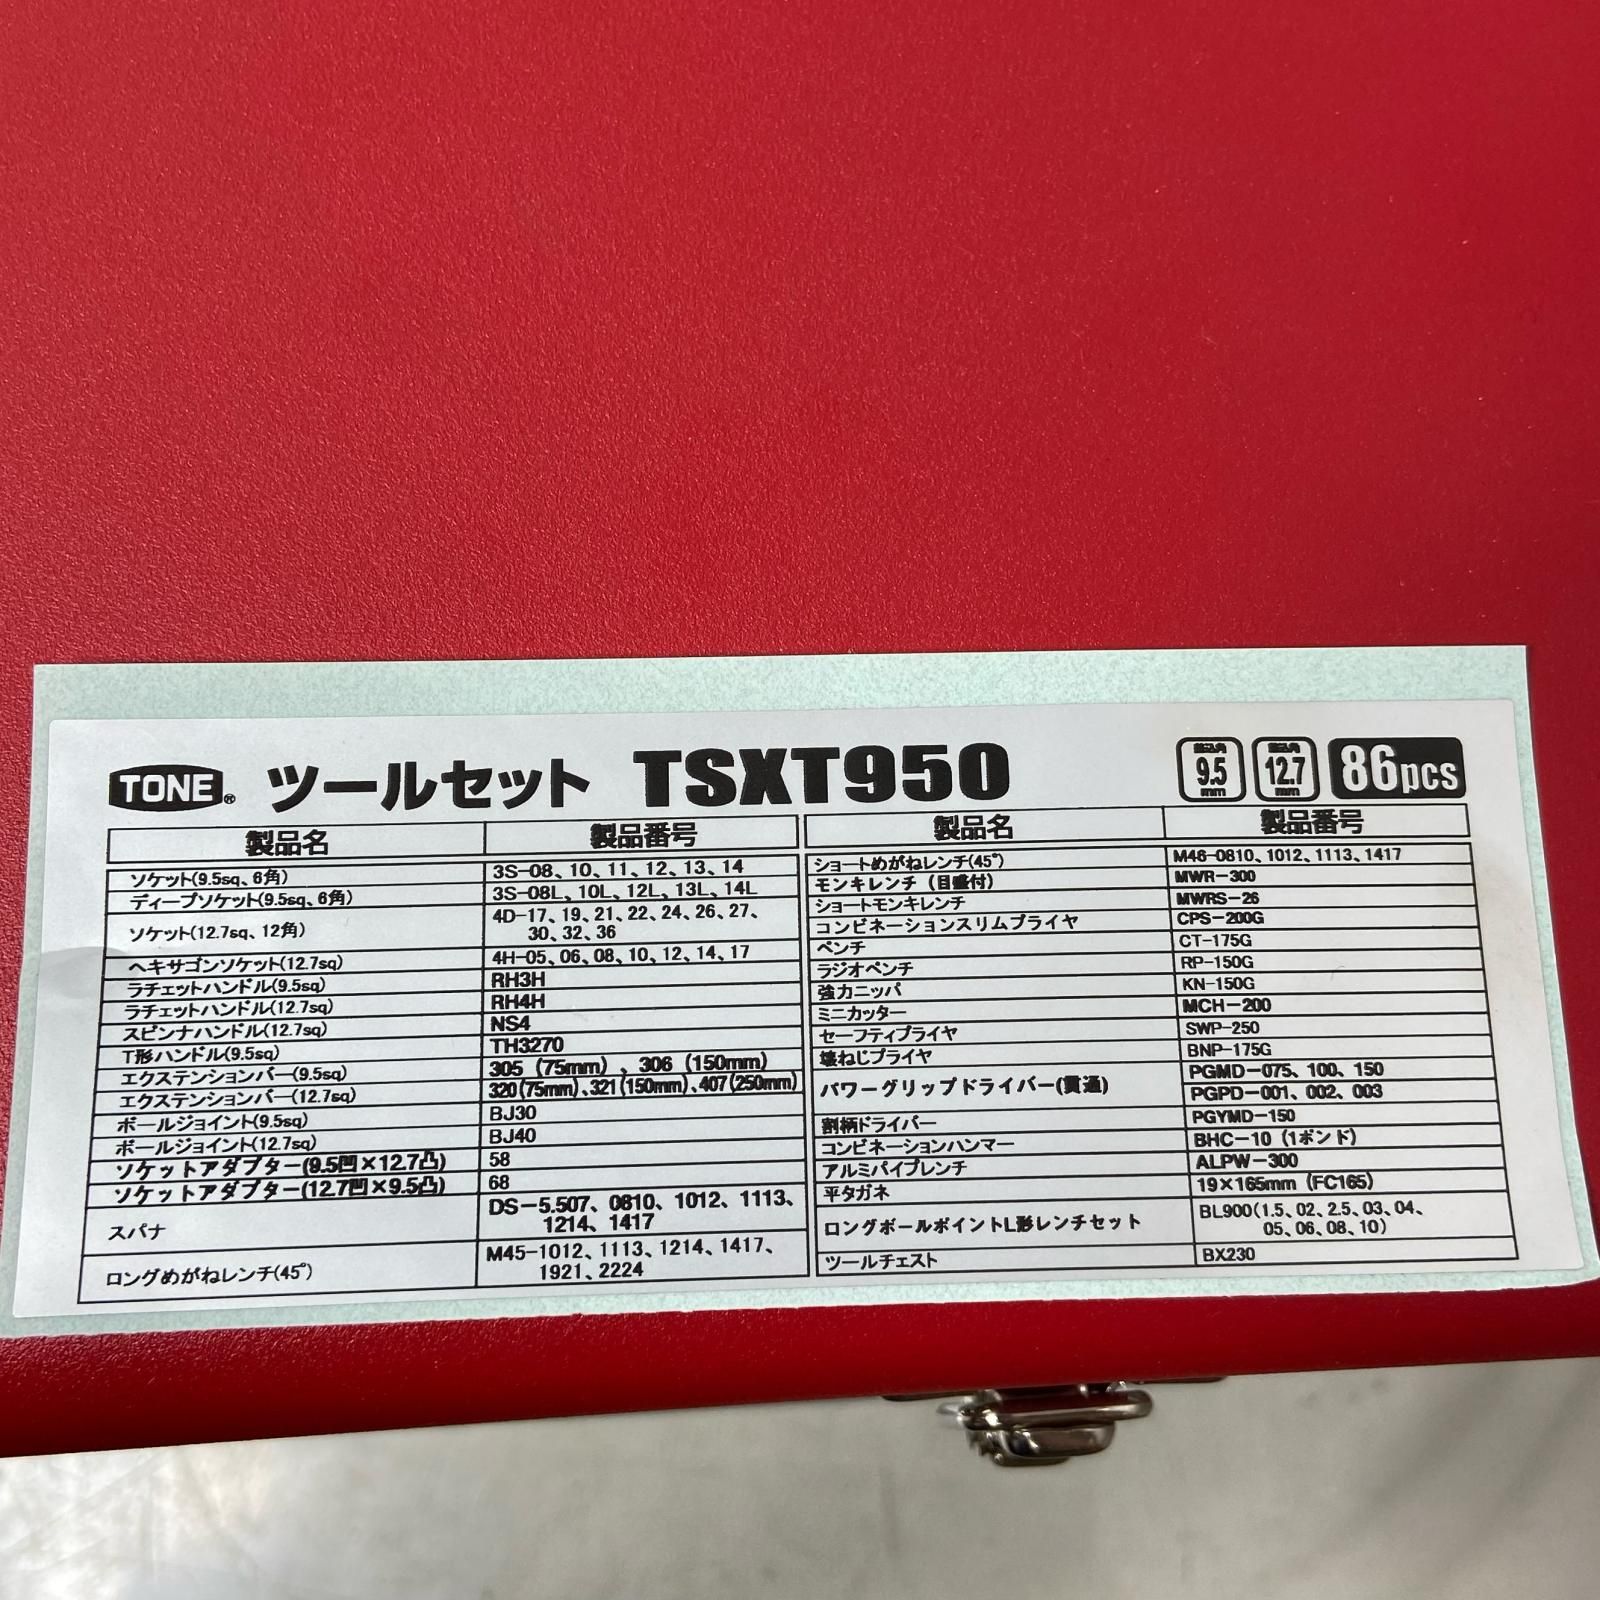 TONE® ツールセット TSXT950
差込角 9.5 mm
差込角 12.7 mm
86pcs
製品名 製品番号
ソケット(9.5sq、6角) 3S-08、10、11、12、13、14
ディープソケット(9.5sq、6角) 3S-08L、10L、12L、13L、14L
ソケット(12.7sq、12角) 4D-17、19、21、22、24、26、27、
30、32、36
ヘキサゴンソケット(12.7sq) 4H-05、06、08、10、12、14、17
ラチェットハンドル(9.5sq) RH3H
ラチェットハンドル(12.7sq) RH4H
スピンナハンドル(12.7sq) NS4
T形ハンドル(9.5sq) TH3270
エクステンションバー(9.5sq) 305（75mm）、306（150mm）
エクステンションバー(12.7sq) 320(75mm)、321(150mm)、407(250mm)
ボールジョイント(9.5sq) BJ30
ボールジョイント(12.7sq) BJ40
ソケットアダプター(9.5凹×12.7凸) 58
ソケットアダプター(12.7凹×9.5凸) 68
スパナ DS-5.507、0810、1012、1113、
1214、1417
ロングめがねレンチ(45°) M45-1012、1113、1214、1417、
1921、2224
製品名 製品番号
ショートめがねレンチ(45°) M46-0810、1012、1113、1417
モンキレンチ（目盛付） MWR-300
ショートモンキレンチ MWRS-26
コンビネーションスリムプライヤ CPS-200G
ペンチ CT-175G
ラジオペンチ RP-150G
強力ニッパ KN-150G
ミニカッター MCH-200
セーフティプライヤ SWP-250
壊ねじプライヤ BNP-175G
パワーグリップドライバー(貫通) PGMD-075、100、150
PGPD-001、002、003
割柄ドライバー PGYMD-150
コンビネーションハンマー BHC-10（1ポンド）
アルミパイプレンチ ALPW-300
平タガネ 19×165mm（FC165）
ロングボールポイントL形レンチセット BL900(1.5、02、2.5、03、04、
05、06、08、10)
ツールチェスト BX230